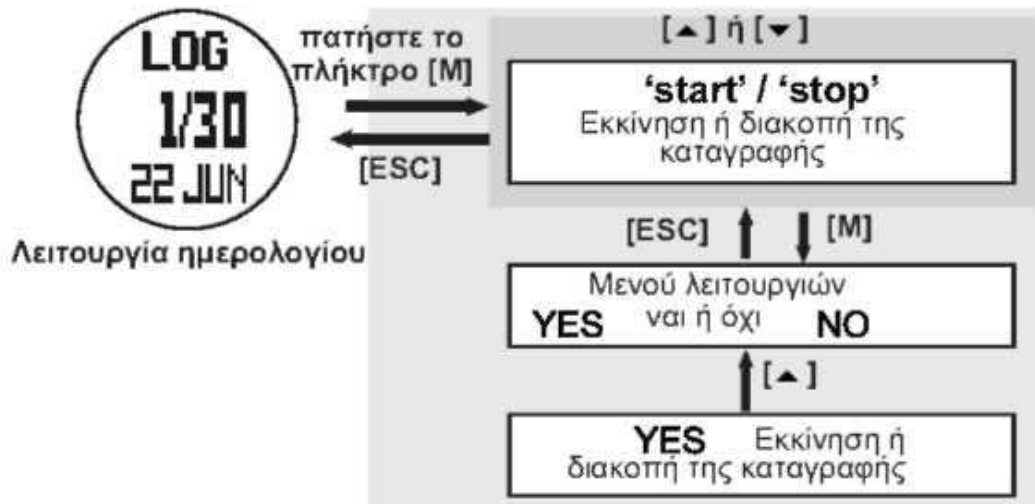 LOG
1/30
22 JUN
Λειτουργία ημερολογίου
πατήστε το
πλήκτρο [M]
[ESC]
[▲] ή [▼]
‘start’ / ‘stop’
Εκκίνηση ή διακοπή της
καταγραφής
[ESC]
[M]
Μενού λειτουργιών
YES ναι ή όχι NO
[▲]
YES Εκκίνηση ή
διακοπή της καταγραφής